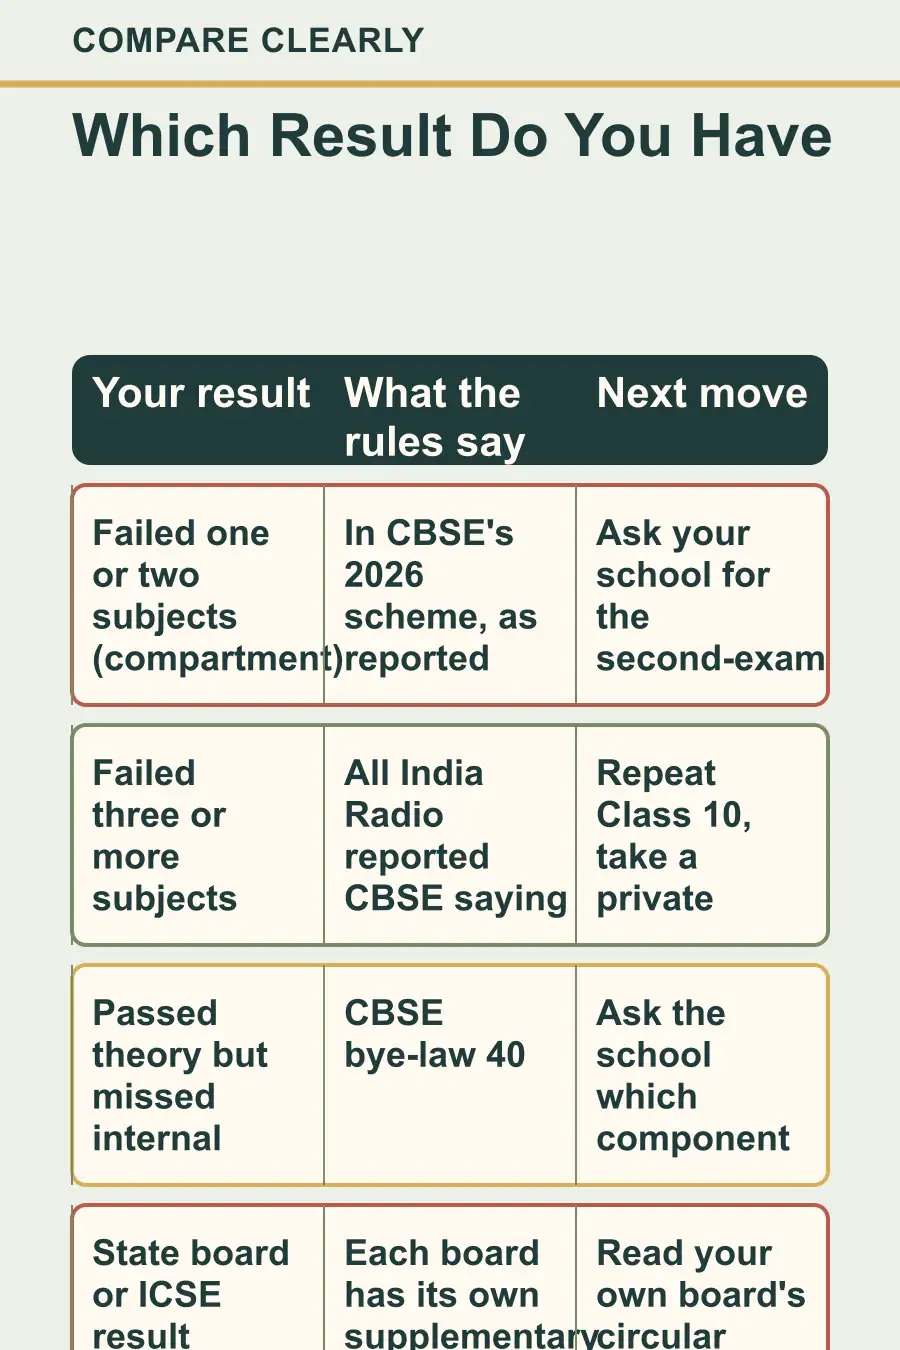 COMPARE CLEARLY
Which Result Do You Have
Your result
What the
rules say
Next move
Failed one
or two
subjects
(compartment)
In CBSE's
2026
scheme, as
reported
Ask your
school for
the
second-exam
Failed
three or
more
subjects
All India
Radio
reported
CBSE saying
Repeat
Class 10,
take a
private
Passed
theory but
missed
internal
CBSE
bye-law 40
Ask the
school
which
component
State board
or ICSE
result
Each board
has its own
supplementary
Read your
own board's
circular